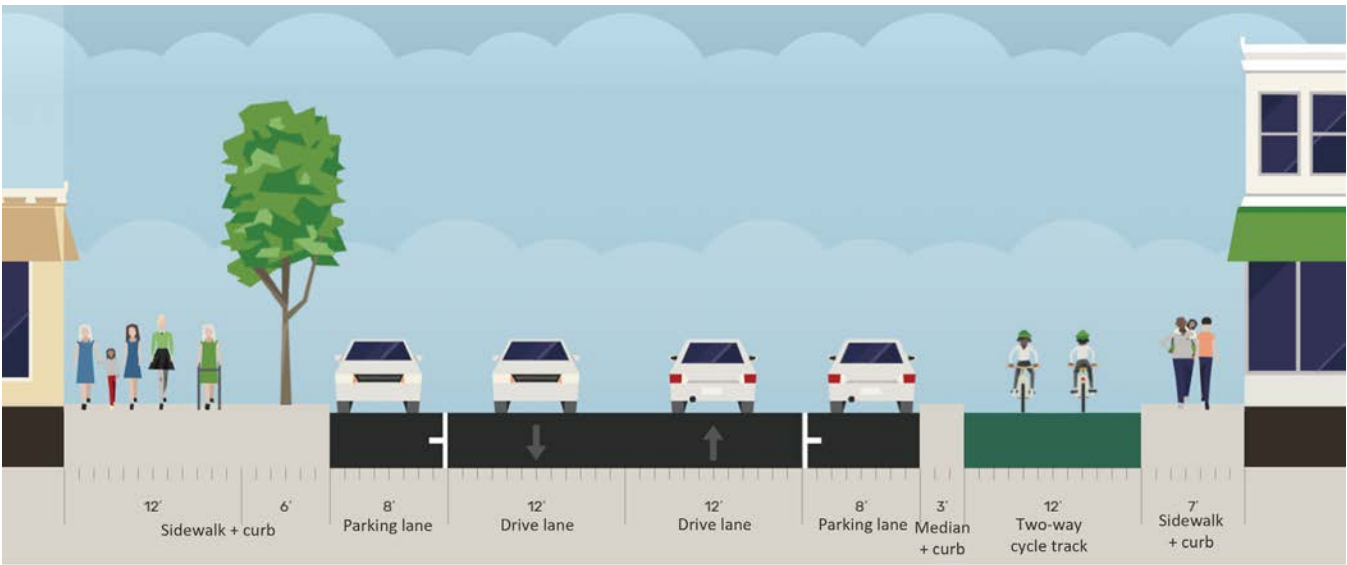 12′
6′
Sidewalk + curb
8′
Parking lane
12′
Drive lane
12′
Drive lane
8′
Parking lane
3′
Median
+ curb
12′
Two-way
cycle track
7′
Sidewalk
+ curb